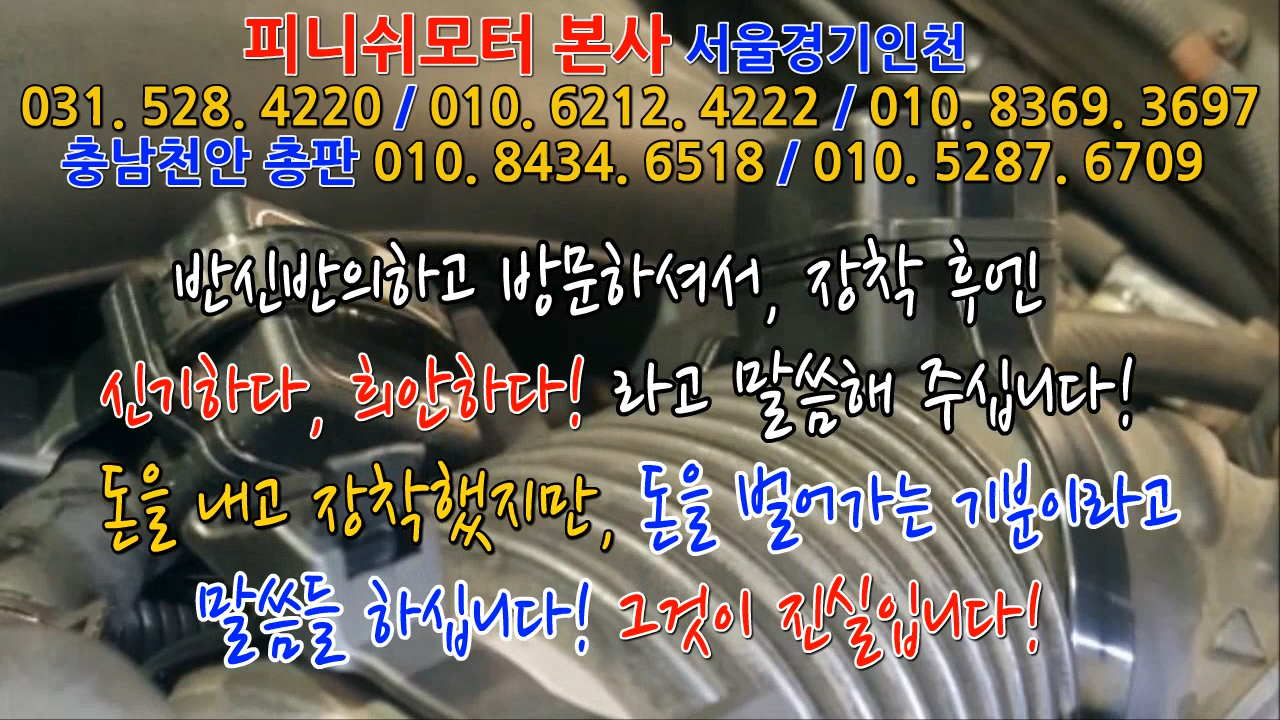 피니쉬모터 본사 서울경기인천
031. 528. 4220 / 010. 6212. 4222 / 010. 8369. 3697
충남천안 총판 010. 8434. 6518 / 010. 5287. 6709
반신반의하고 방문하셔서, 장착 후엔
신기하다, 희안하다! 라고 말씀해 주십니다!
돈을 내고 장착했지만, 돈을 벌어가는 기분이라고
말씀들 하십니다! 그것이 진실입니다!